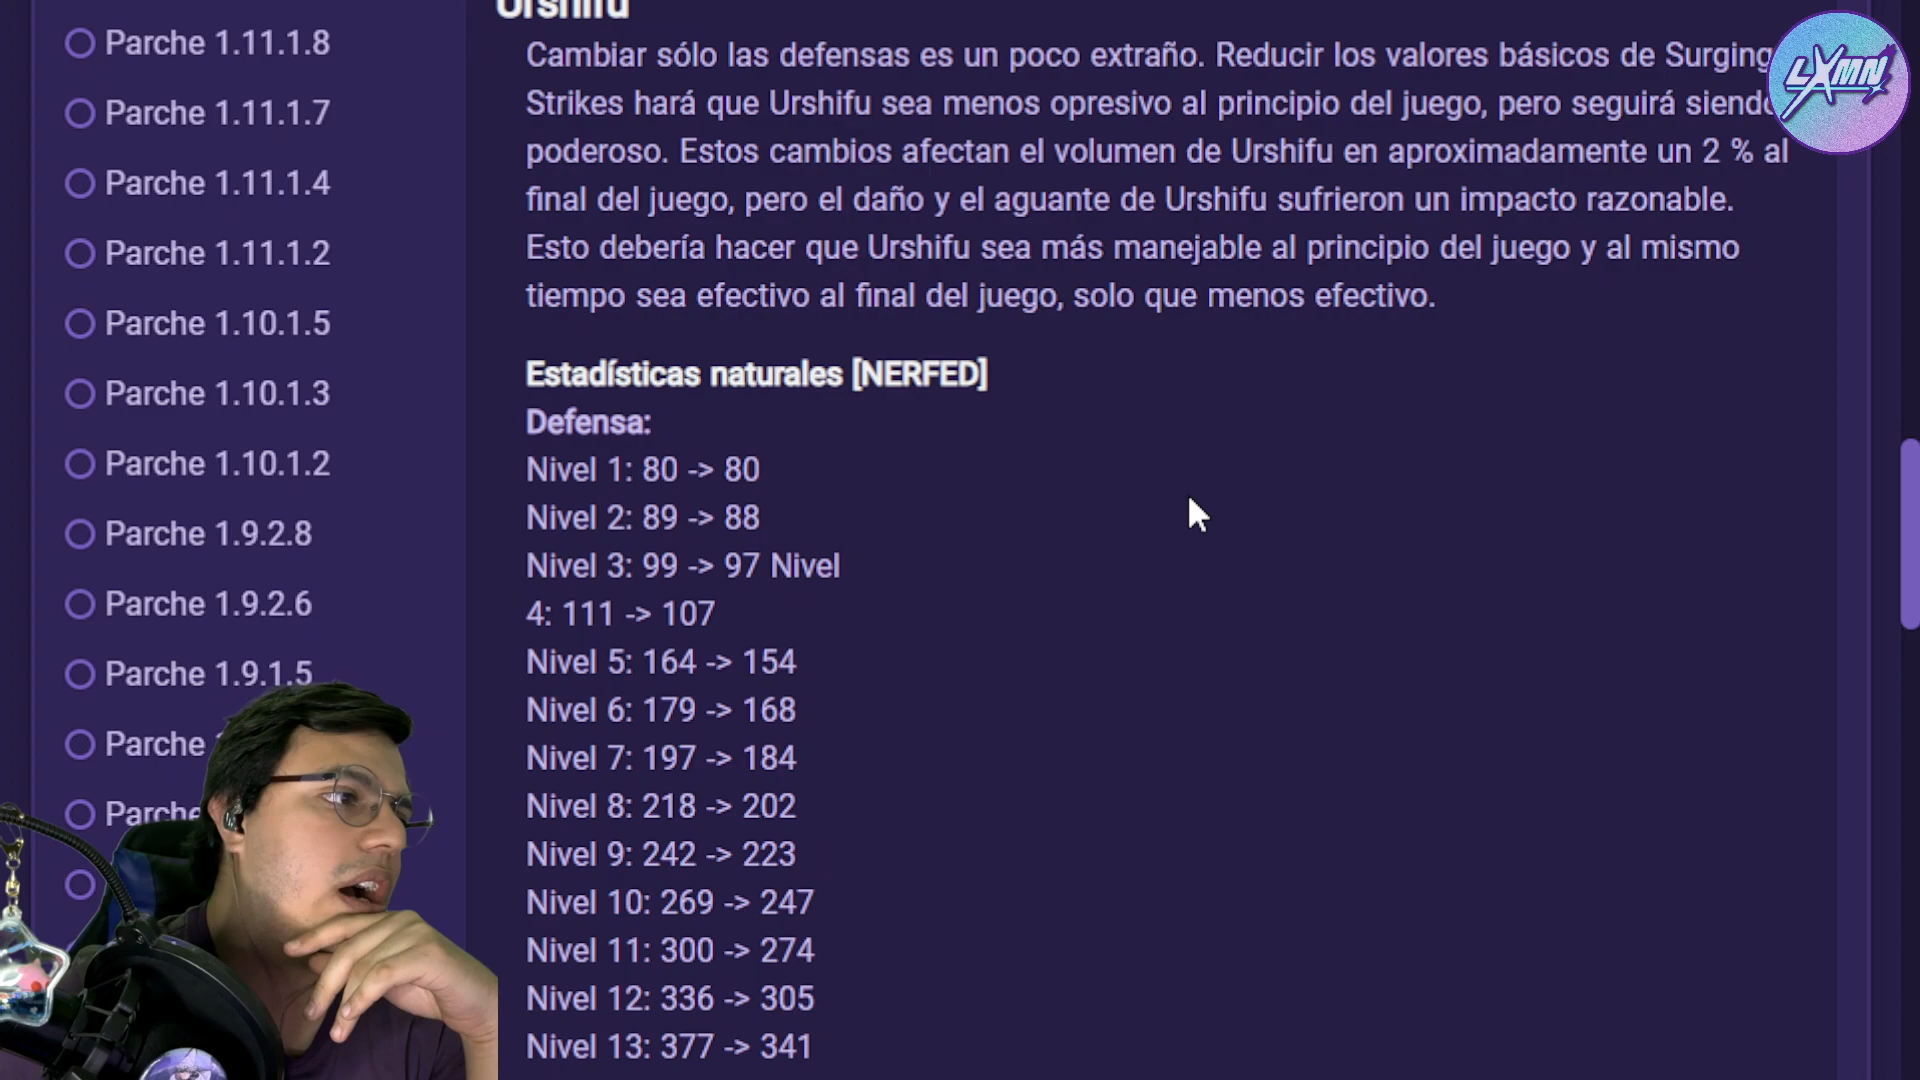 Urshifu
Parche 1.11.1.8
Parche 1.11.1.7
Parche 1.11.1.4
Parche 1.11.1.2
Parche 1.10.1.5
Parche 1.10.1.3
Parche 1.10.1.2
Parche 1.9.2.8
Parche 1.9.2.6
Parche 1.9.1.5
Parche
Parche
LXMN
Cambiar sólo las defensas es un poco extraño. Reducir los valores básicos de Surging
Strikes hará que Urshifu sea menos opresivo al principio del juego, pero seguirá siendo
poderoso. Estos cambios afectan el volumen de Urshifu en aproximadamente un 2 % al
final del juego, pero el daño y el aguante de Urshifu sufrieron un impacto razonable.
Esto debería hacer que Urshifu sea más manejable al principio del juego y al mismo
tiempo sea efectivo al final del juego, solo que menos efectivo.
Estadísticas naturales [NERFED]
Defensa:
Nivel 1: 80 -> 80
Nivel 2: 89 -> 88
Nivel 3: 99 -> 97 Nivel
4: 111 -> 107
Nivel 5: 164 -> 154
Nivel 6: 179 -> 168
Nivel 7: 197 -> 184
Nivel 8: 218 -> 202
Nivel 9: 242 -> 223
Nivel 10: 269 -> 247
Nivel 11: 300 -> 274
Nivel 12: 336 -> 305
Nivel 13: 377 -> 341